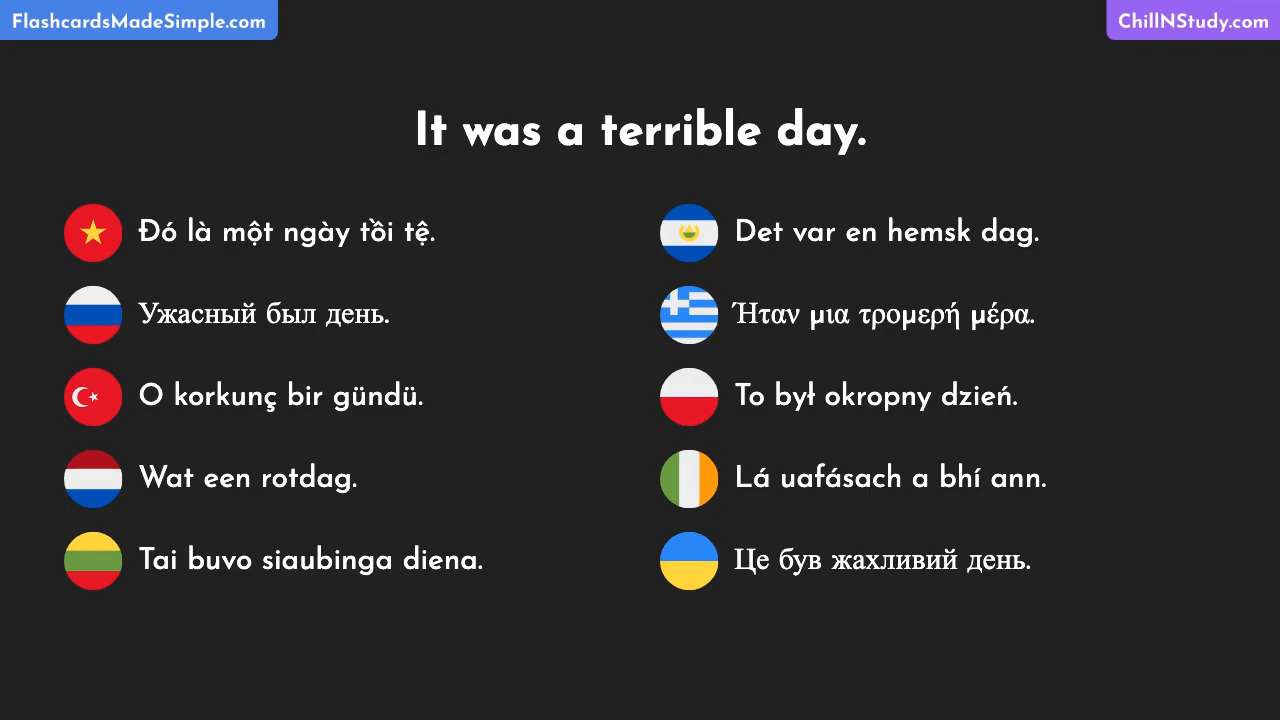 FlashcardsMadeSimple.com
ChillNStudy.com
It was a terrible day.
Đó là một ngày tồi tệ.
Ужасный был день.
O korkunç bir gündü.
Wat een rotdag.
Tai buvo siaubinga diena.
Det var en hemsk dag.
Ήταν μια τρομερή μέρα.
To był okropny dzień.
Lá uafásach a bhí ann.
Це був жахливий день.